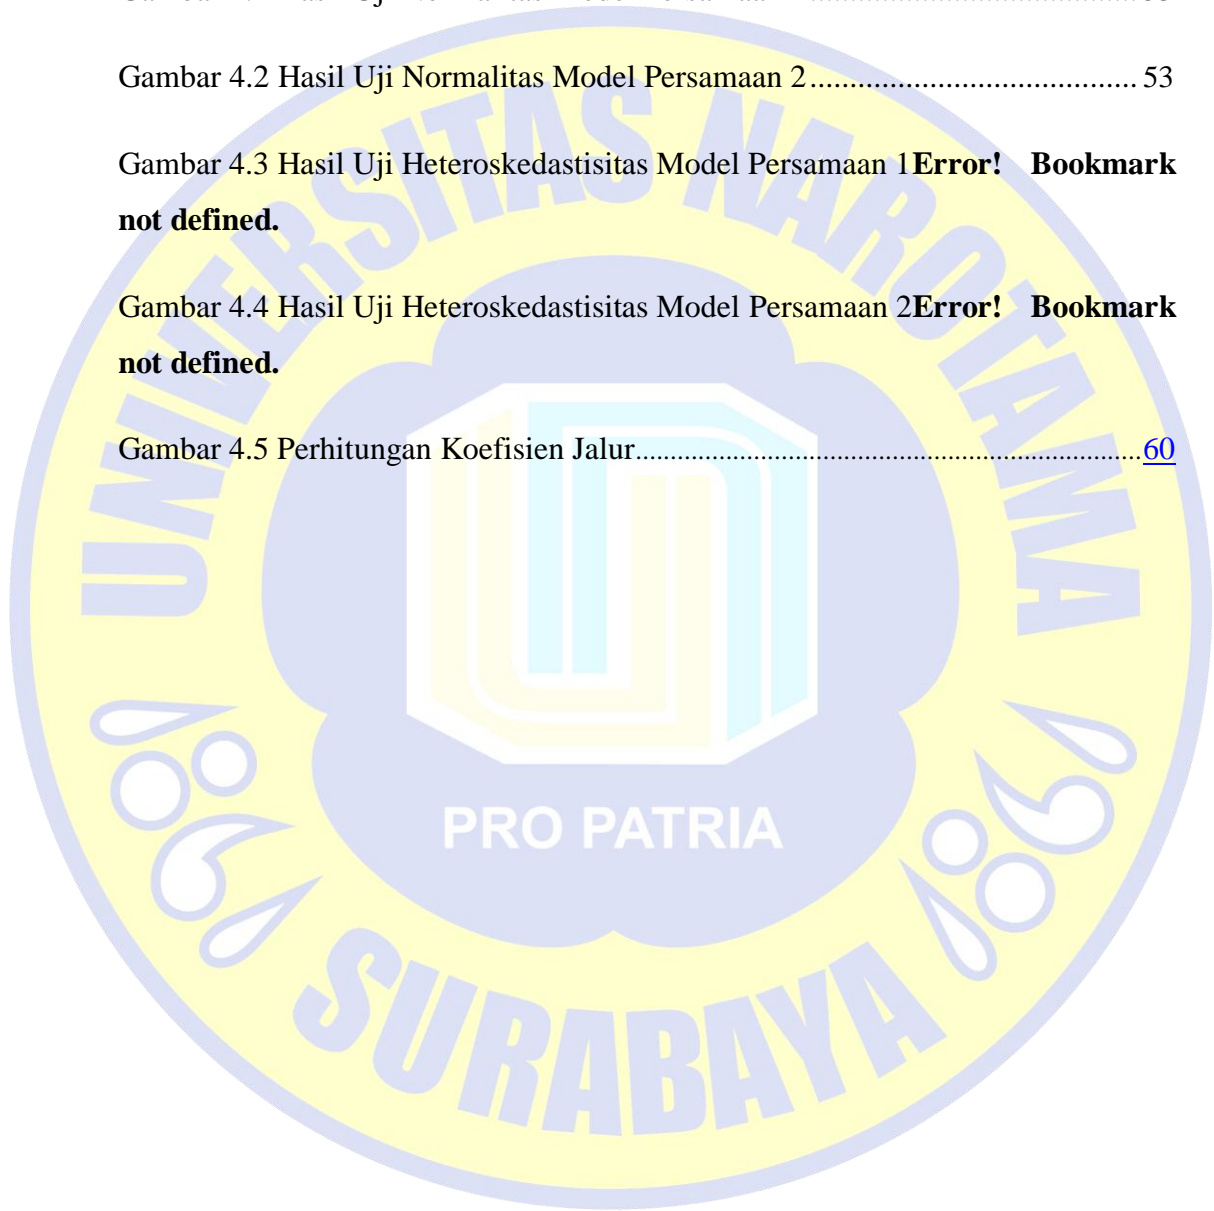 Gambar 4.2 Hasil Uji Normalitas Model Persamaan 2.......................................... 53
Gambar 4.3 Hasil Uji Heteroskedastisitas Model Persamaan 1Error! Bookmark
not defined.
Gambar 4.4 Hasil Uji Heteroskedastisitas Model Persamaan 2Error! Bookmark
not defined.
Gambar 4.5 Perhitungan Koefisien Jalur.........................................................................60
UNIVERSITAS NAROTAMA
PRO PATRIA
SURABAYA